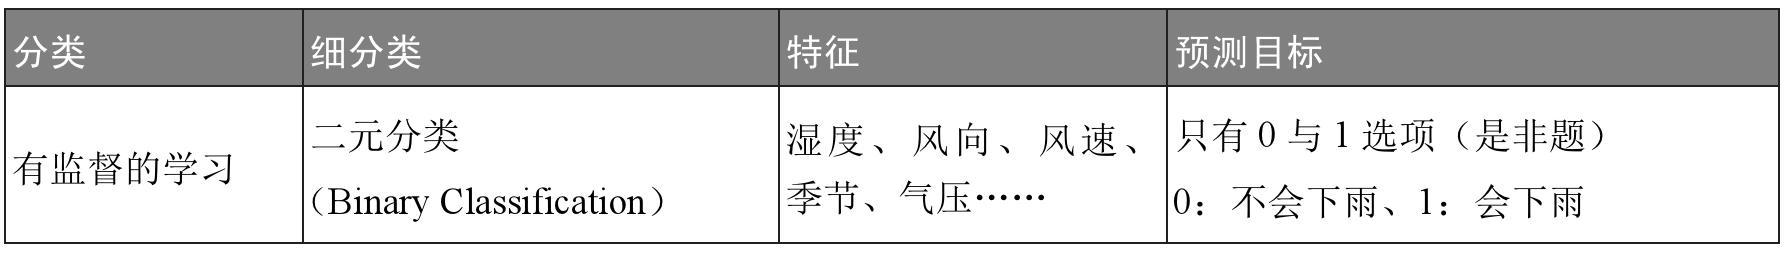 分类 细分类 特征 预测目标
有监督的学习
二元分类
（Binary Classification）
湿度、风向、风速、
季节、气压……
只有 0 与 1 选项（是非题）
0：不会下雨、1：会下雨